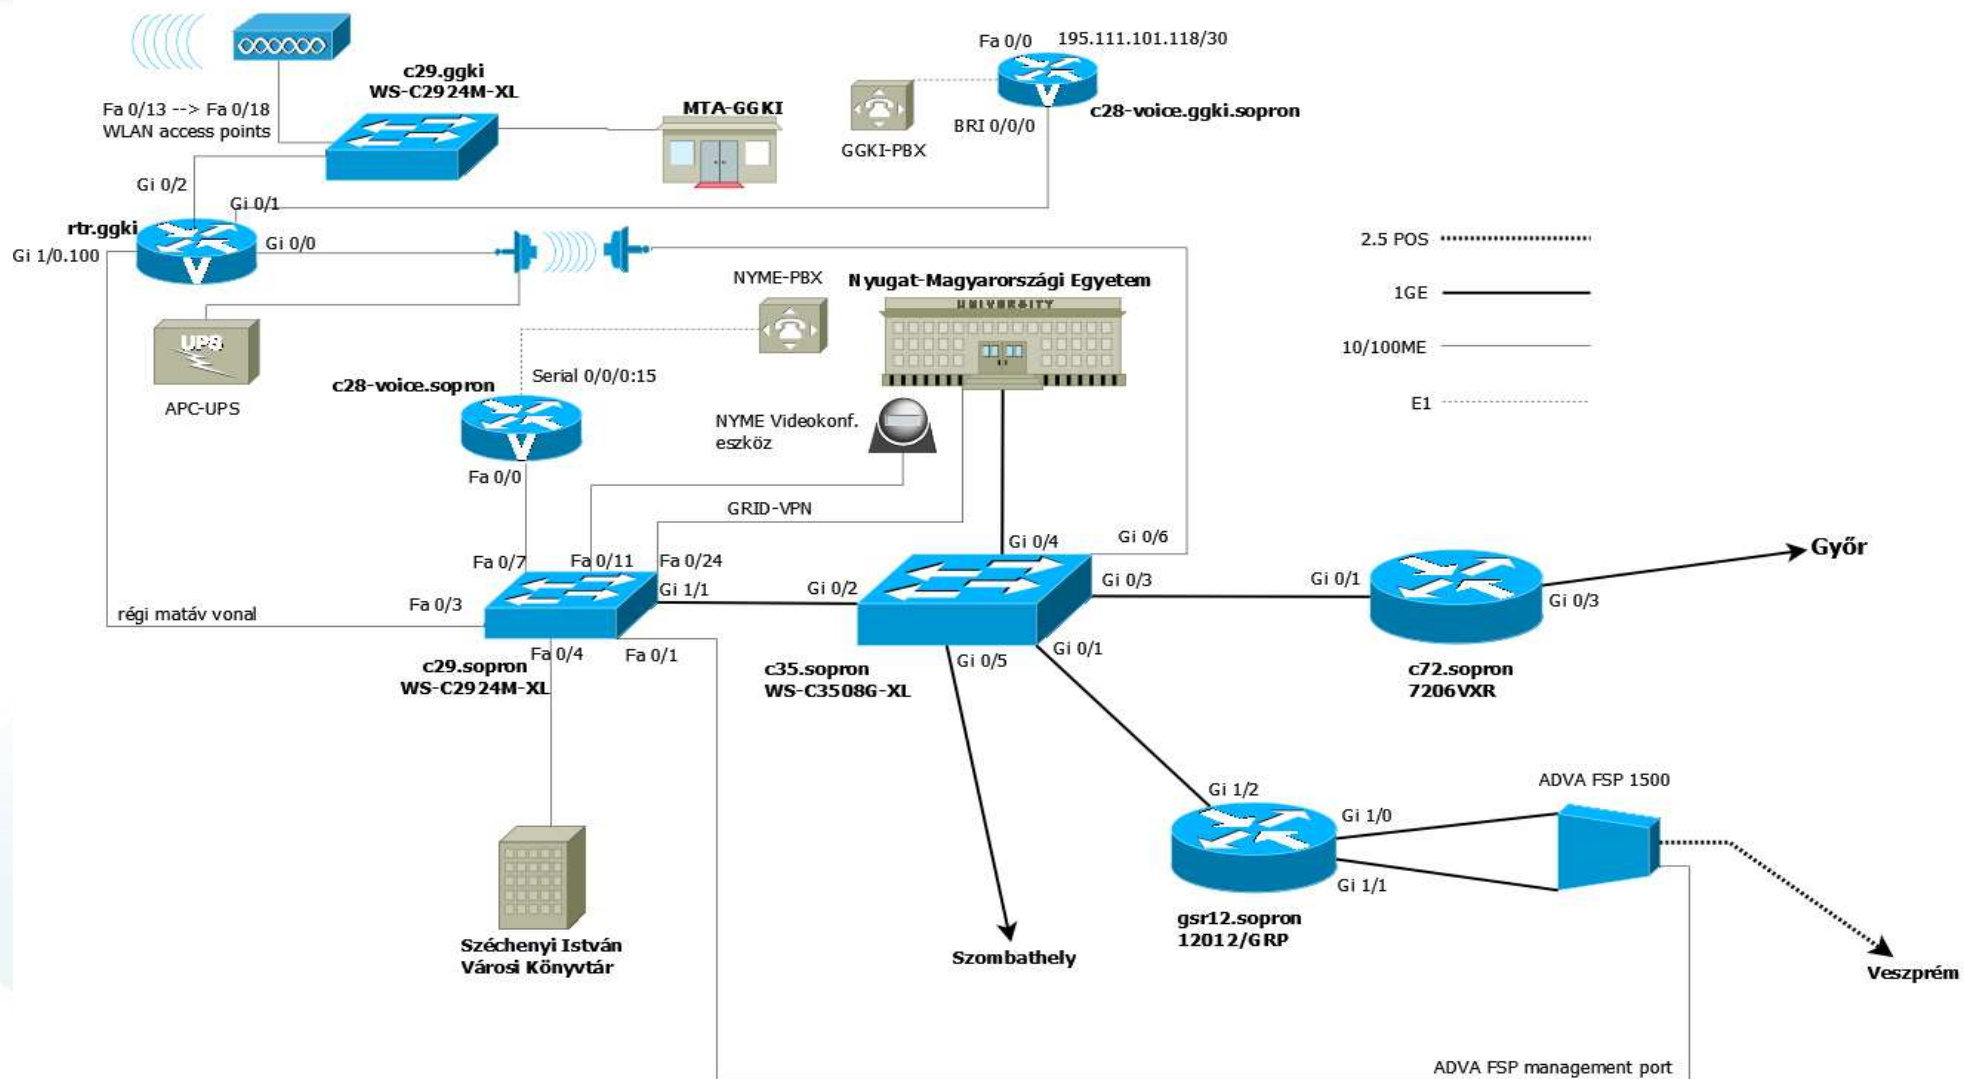 Fa 0/0
195.111.101.118/30
c29.ggki
WS-C2924M-XL
Fa 0/13 --> Fa 0/18
WLAN access points
MTA-GGKI
c28-voice.ggki.sopron
BRI 0/0/0
GGKI-PBX
Gi 0/2
Gi 0/1
rtr.ggki
Gi 0/0
Gi 1/0.100
2.5 POS
NYME-PBX
Nyugat-Magyarországi Egyetem
UNIVERSITY
1GE
UPS
10/100ME
c28-voice.sopron
Serial 0/0/0:15
APC-UPS
E1
NYME Videokonf.
eszköz
Fa 0/0
GRID-VPN
Gi 0/4
Gi 0/6
Győr
Fa 0/7
Fa 0/11
Fa 0/24
Gi 1/1
Gi 0/2
Gi 0/3
Gi 0/1
Gi 0/3
Fa 0/3
régi matáv vonal
Fa 0/4
Fa 0/1
Gi 0/5
Gi 0/1
c29.sopron
WS-C2924M-XL
c35.sopron
WS-C3508G-XL
c72.sopron
7206VXR
ADVA FSP 1500
Gi 1/2
Gi 1/0
Gi 1/1
gsr12.sopron
12012/GRP
Széchenyi István
Városi Könyvtár
Szombathely
Veszprém
ADVA FSP management port
V
V
V